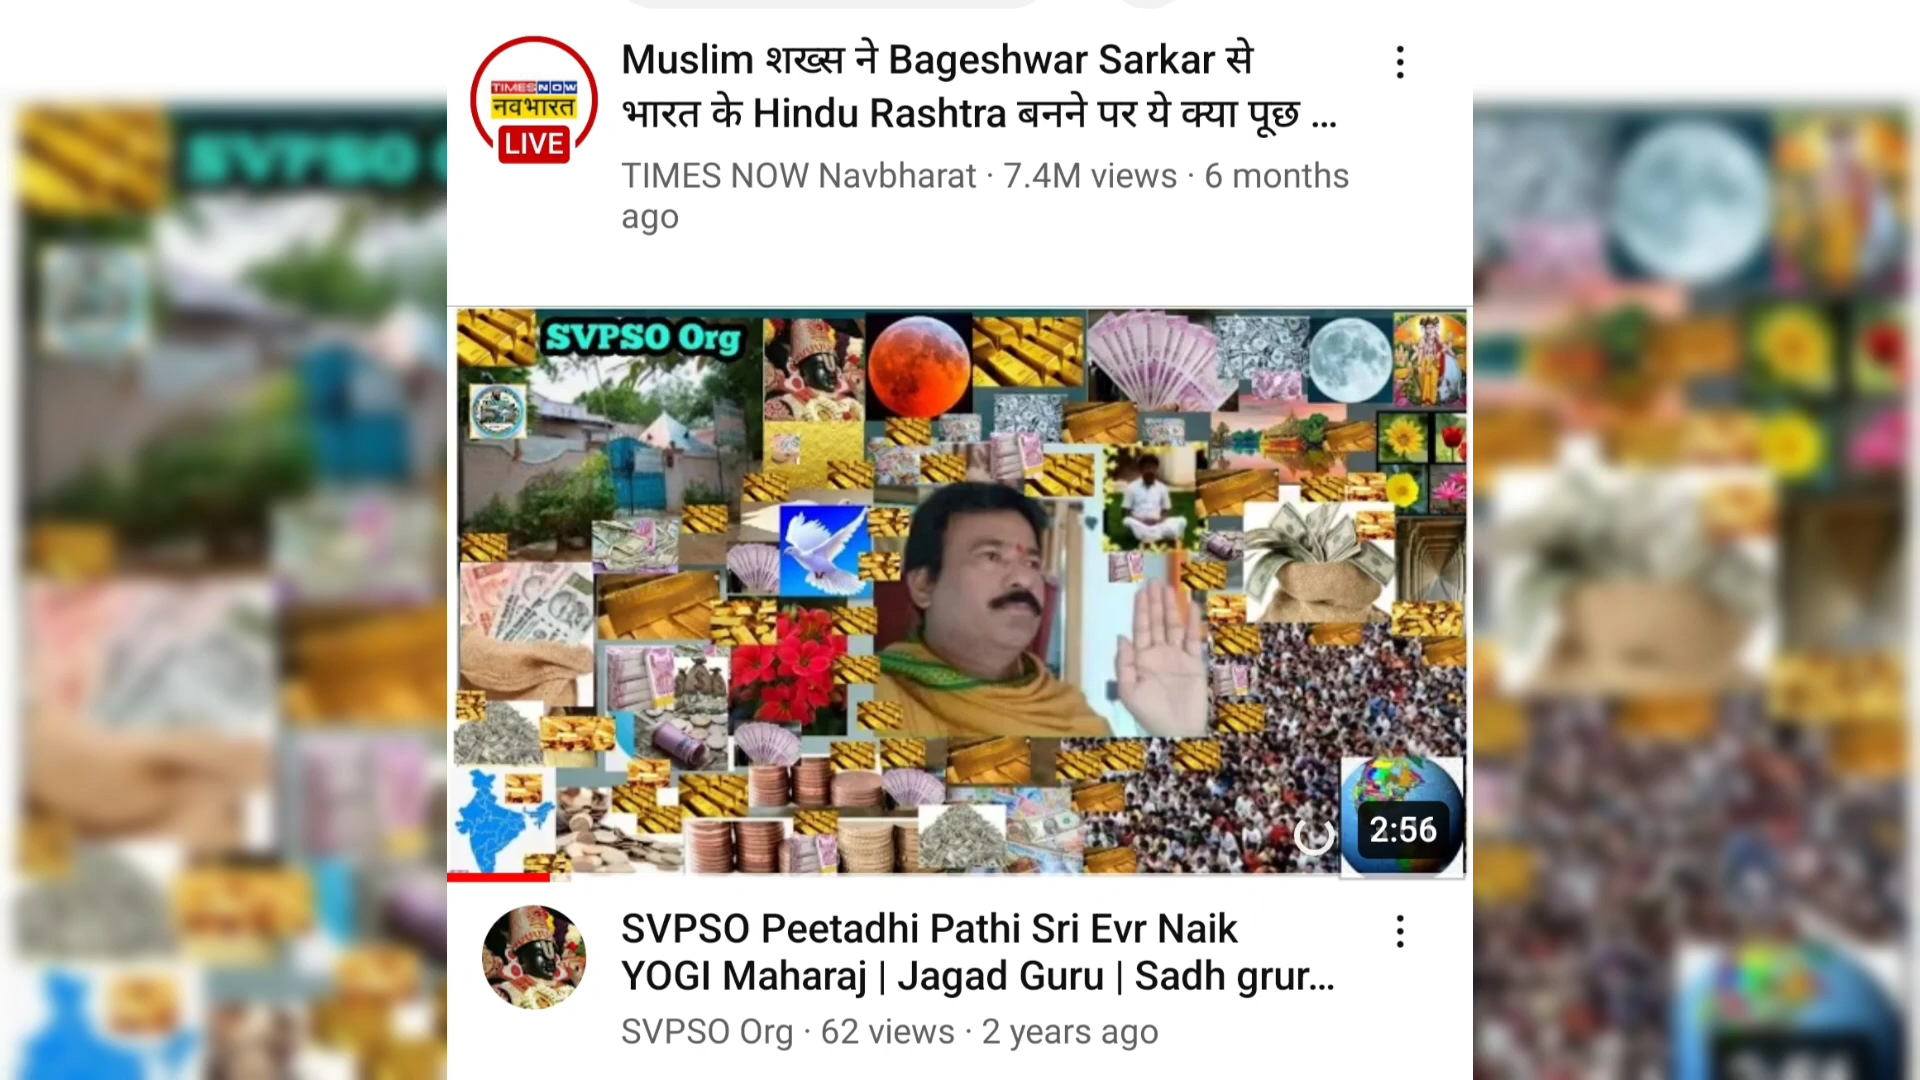 Muslim शख्स ने Bageshwar Sarkar से
भारत के Hindu Rashtra बनने पर ये क्या पूछ ...
TIMES NOW
नवभारत
LIVE
TIMES NOW Navbharat · 7.4M views · 6 months
ago
SVPSO Org
2:56
SVPSO Peetadhi Pathi Sri Evr Naik
YOGI Maharaj | Jagad Guru | Sadh grur...
SVPSO Org · 62 views · 2 years ago